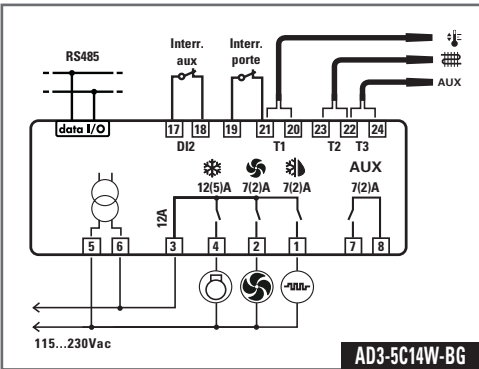 RS485
Interr.
aux
Interr.
porte
AUX
data I/O
17 18 19 21 20 23 22 24
DI2 T1 T2 T3
AUX
12(5)A 7(2)A 7(2)A 7(2)A
12A
5 6 3 4 2 1 7 8
115...230Vac
AD3-5C14W-BG